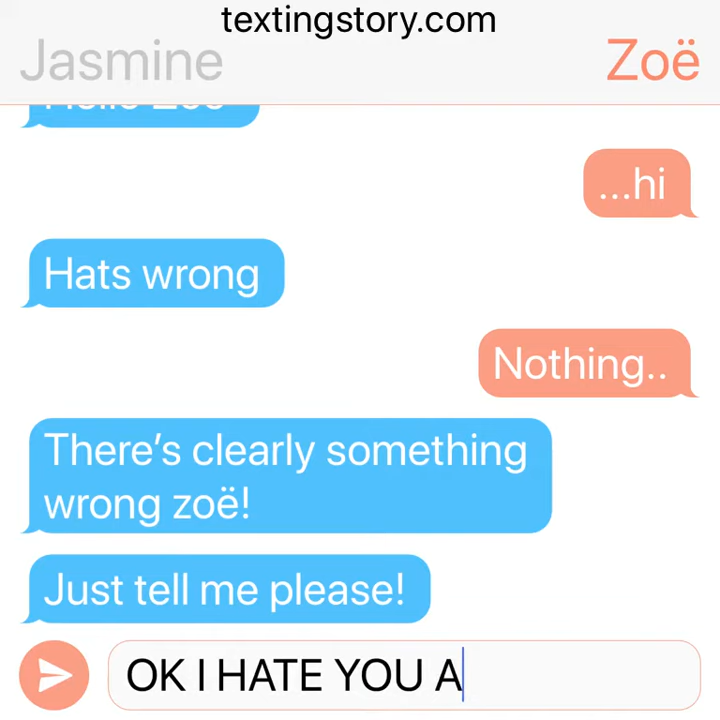 textingstory.com
Jasmine
Zoë
...hi
Hats wrong
Nothing..
There's clearly something
wrong zoë!
Just tell me please!
OK I HATE YOU A